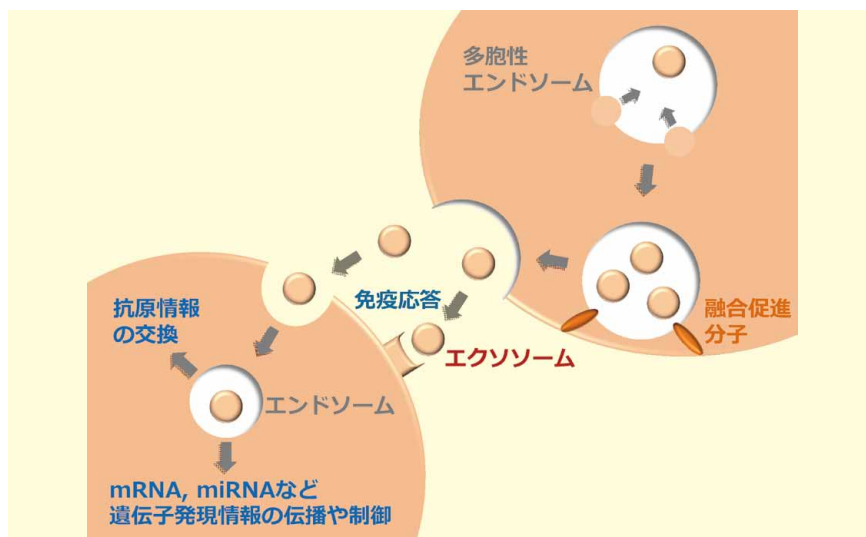 多胞性
エンドソーム
融合促進
分子
免疫応答
エクソソーム
抗原情報
の交換
エンドソーム
mRNA, miRNAなど
遺伝子発現情報の伝播や制御